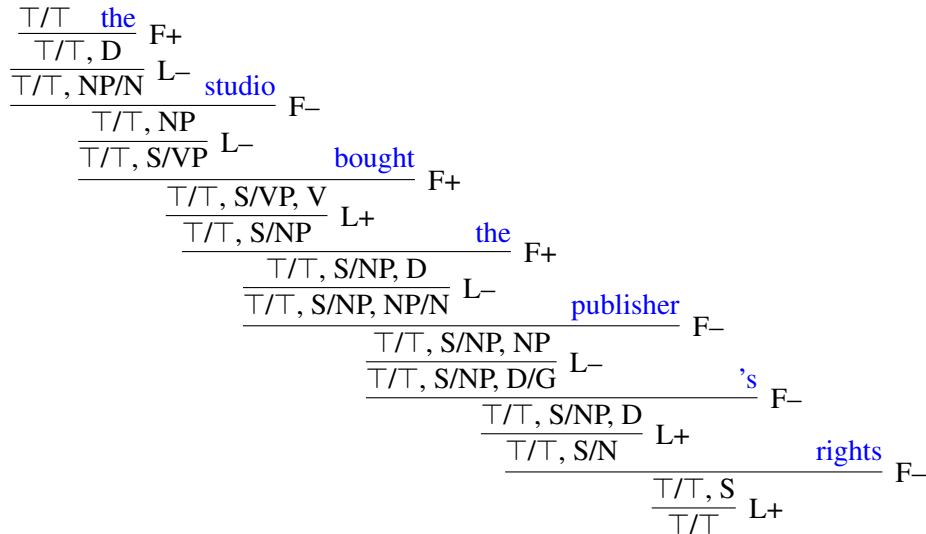 ⊤/⊤ the F+
⊤/⊤, D L–
⊤/⊤, NP/N studio F–
⊤/⊤, NP L–
⊤/⊤, S/VP bought F+
⊤/⊤, S/VP, V L+
⊤/⊤, S/NP the F+
⊤/⊤, S/NP, D L–
⊤/⊤, S/NP, NP/N publisher F–
⊤/⊤, S/NP, NP L–
⊤/⊤, S/NP, D/G ’s F–
⊤/⊤, S/NP, D L+
⊤/⊤, S/N rights F–
⊤/⊤, S L+
⊤/⊤